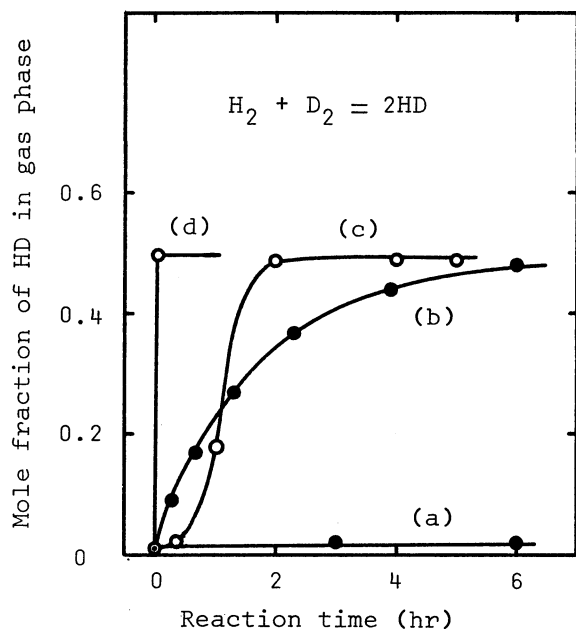 Mole fraction of HD in gas phase
H2 + D2 = 2HD
0.6
(d)
(c)
0.4
(b)
0.2
(a)
0
0 2 4 6
Reaction time (hr)